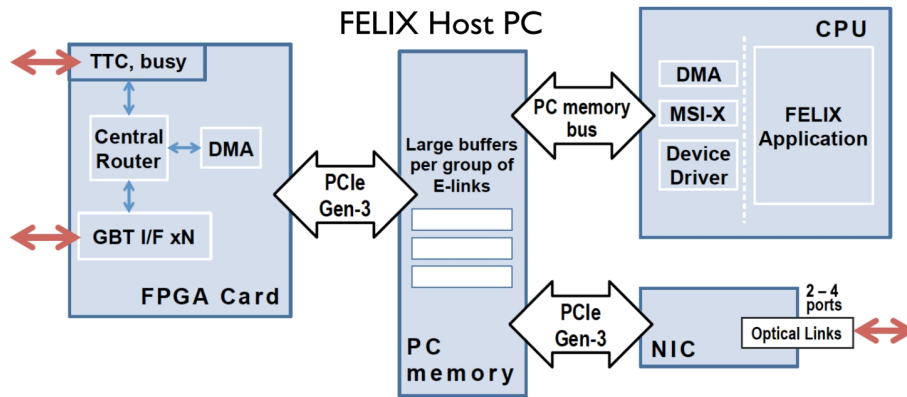 FELIX Host PC
TTC, busy
Central
Router
DMA
GBT I/F xN
FPGA Card
PCIe
Gen-3
Large buffers
per group of
E-links
PC
memory
PC memory
bus
CPU
DMA
MSI-X
Device
Driver
FELIX
Application
PCIe
Gen-3
NIC
2 – 4
ports
Optical Links